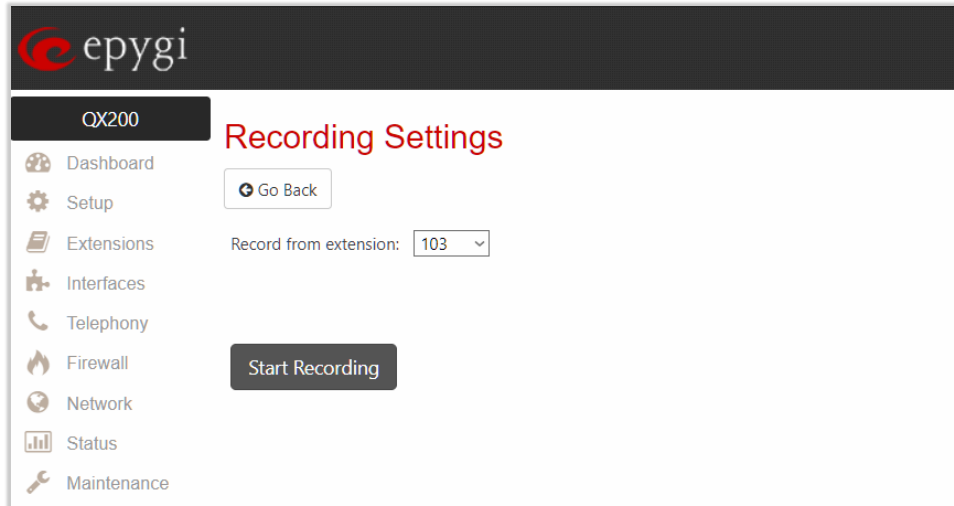 epygi
QX200
Dashboard
Setup
Extensions
Interfaces
Telephony
Firewall
Network
Status
Maintenance
Recording Settings
Go Back
Record from extension: 103
Start Recording